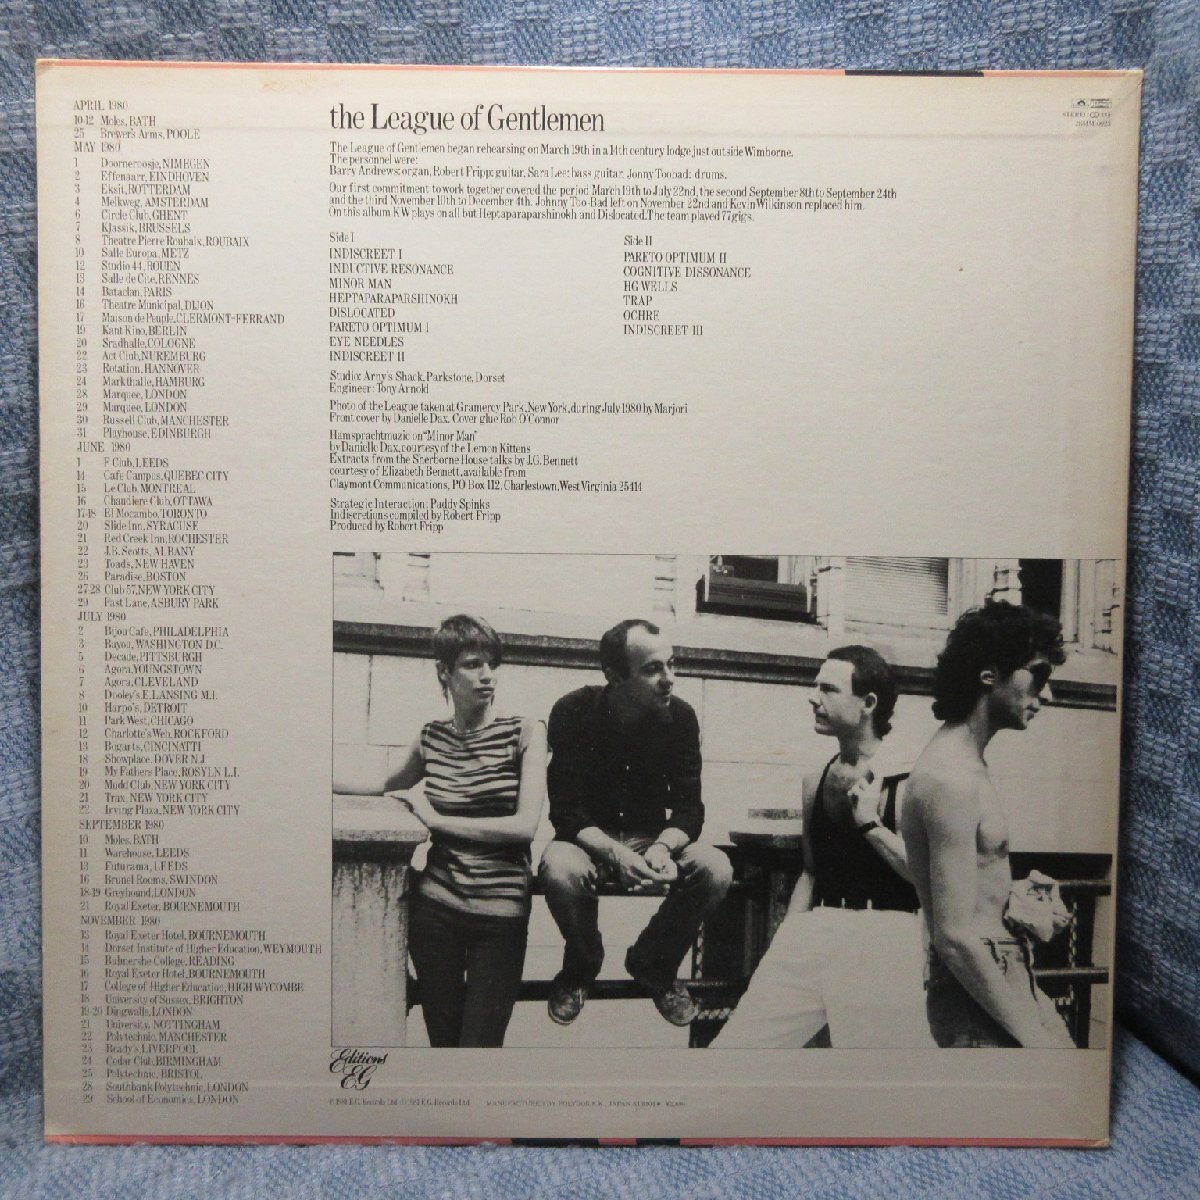 APRIL 1980
10-12 Moles, BATH
25 Brewer's Arms, POOLE
MAY 1980
1 Doorneroosje, NIMEGEN
2 Effenaarr, EINDHOVEN
3 Eksit, ROTTERDAM
4 Melkweg, AMSTERDAM
6 Circle Club, GHENT
7 Klassik, BRUSSELS
8 Theatre Pierre Roubaix, ROUBAIX
10 Salle Europa, METZ
12 Studio 44, ROUEN
13 Salle de Cite, RENNES
14 Bataclan, PARIS
16 Theatre Municipal, DIJON
17 Maison de Peuple, CLERMONT-FERRAND
19 Kant Kino, BERLIN
20 Sradhalle, COLOGNE
22 Act Club, NUREMBURG
23 Rotation, HANNOVER
24 Markthalle, HAMBURG
28 Marquee, LONDON
29 Marquee, LONDON
30 Russell Club, MANCHESTER
31 Playhouse, EDINBURGH
JUNE 1980
1 F Club, LEEDS
14 Cafe Campus, QUEBEC CITY
15 Le Club, MONTREAL
16 Chaudiere Club, OTTAWA
17-18 El Mocambo, TORONTO
20 Slide Inn, SYRACUSE
21 Red Creek Inn, ROCHESTER
22 J.B. Scotts, ALBANY
23 Toads, NEW HAVEN
26 Paradise, BOSTON
27-28 Club 57, NEW YORK CITY
29 Fast Lane, ASBURY PARK
JULY 1980
2 Bijou Cafe, PHILADELPHIA
3 Bayou, WASHINGTON D.C.
5 Decade, PITTSBURGH
6 Agora, YOUNGSTOWN
7 Agora, CLEVELAND
8 Dooley's, E. LANSING M.I.
10 Harpo's, DETROIT
11 Park West, CHICAGO
12 Charlotte's Web, ROCKFORD
13 Bogarts, CINCINATTI
18 Showplace, DOVER N.J.
19 My Fathers Place, ROSYLN L.I.
20 Mudd Club, NEW YORK CITY
21 Trax, NEW YORK CITY
22 Irving Plaza, NEW YORK CITY
SEPTEMBER 1980
10 Moles, BATH
11 Warehouse, LEEDS
13 Futurama, LEEDS
16 Brunel Rooms, SWINDON
18-19 Greyhound, LONDON
21 Royal Exeter, BOURNEMOUTH
NOVEMBER 1980
13 Royal Exeter Hotel, BOURNEMOUTH
14 Dorset Institute of Higher Education, WEYMOUTH
15 Bulmershe College, READING
16 Royal Exeter Hotel, BOURNEMOUTH
17 College of Higher Education, HIGH WYCOMBE
18 University of Sussex, BRIGHTON
19-20 Dingwalls, LONDON
21 University, NOTTINGHAM
22 Polytechnic, MANCHESTER
23 Brady's, LIVERPOOL
24 Cedar Club, BIRMINGHAM
25 Polytechnic, BRISTOL
28 Southbank Polytechnic, LONDON
29 School of Economics, LONDON
the League of Gentlemen
The League of Gentlemen began rehearsing on March 19th in a 14th century lodge just outside Wimborne.
The personnel were:
Barry Andrews: organ, Robert Fripp: guitar, Sara Lee: bass guitar, Jonny Toobad: drums.
Our first commitment to work together covered the period March 19th to July 22nd, the second September 8th to September 24th
and the third November 10th to December 4th. Johnny Too-Bad left on November 22nd and Kevin Wilkinson replaced him.
On this album K W plays on all but Heptaparaparshinokh and Dislocated. The team played 77 gigs.
Side I
INDISCREET I
INDUCTIVE RESONANCE
MINOR MAN
HEPTAPARAPARSHINOKH
DISLOCATED
PARETO OPTIMUM I
EYE NEEDLES
INDISCREET II
Side II
PARETO OPTIMUM II
COGNITIVE DISSONANCE
HG WELLS
TRAP
OCHRE
INDISCREET III
Studio: Arny's Shack, Parkstone, Dorset
Engineer: Tony Arnold
Photo of the League taken at Gramercy Park, New York, during July 1980 by Marjori
Front cover by Danielle Dax. Cover glue Rob O'Connor
Hamsprachtmuzic on "Minor Man"
by Danielle Dax, courtesy of the Lemon Kittens
Extracts from the Sherborne House talks by J.G. Bennett
courtesy of Elizabeth Bennett, available from
Claymont Communications, PO Box 112, Charlestown, West Virginia 25414
Strategic Interaction: Paddy Spinks
Indiscretions compiled by Robert Fripp
Produced by Robert Fripp
STEREO
Editions
EG
℗ 1981 E.G. Records Ltd. © 1981 E.G. Records Ltd.
MANUFACTURED BY POLYDOR K.K., JAPAN